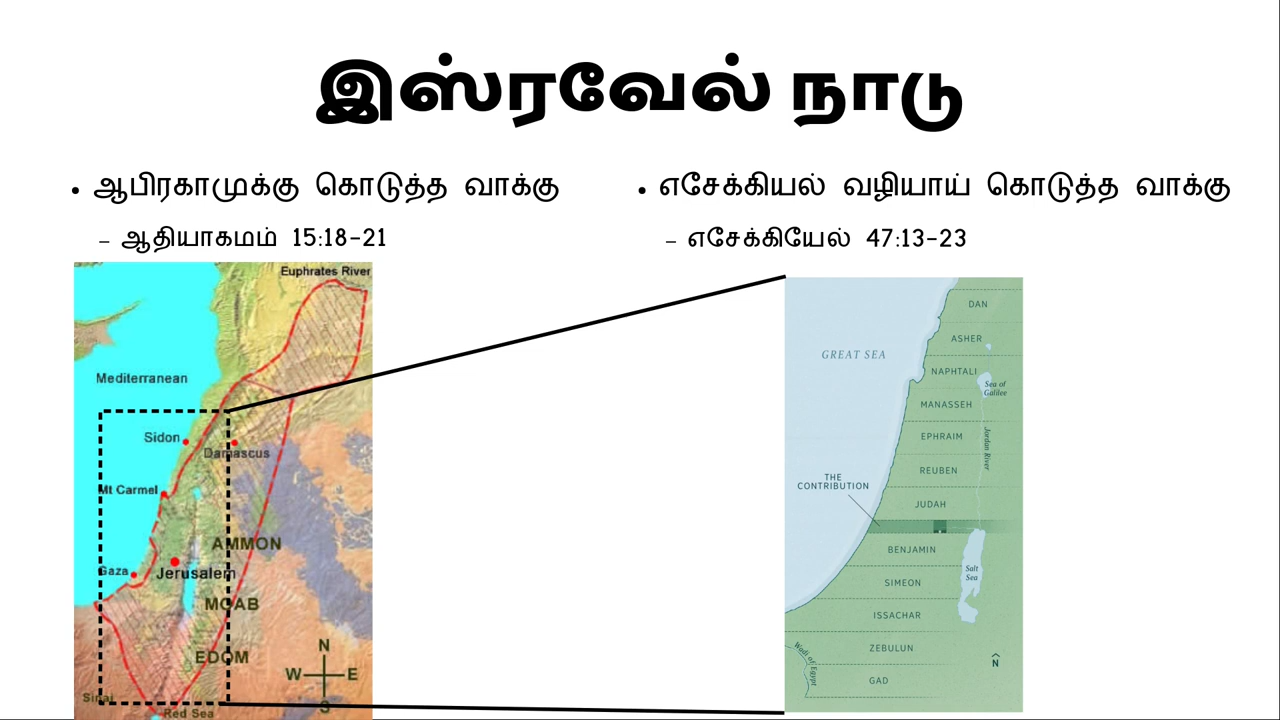 இஸ்ரவேல் நாடு
• ஆபிரகாமுக்கு கொடுத்த வாக்கு
– ஆதியாகமம் 15:18-21
• எசேக்கியல் வழியாய் கொடுத்த வாக்கு
– எசேக்கியேல் 47:13-23
Euphrates River
Mediterranean
Sidon
Damascus
Mt Carmel
AMMON
Gaza
Jerusalem
MOAB
EDOM
N
W E
S
Sinai
Red Sea
DAN
ASHER
GREAT SEA
NAPHTALI
Sea of
Galilee
MANASSEH
EPHRAIM
Jordan River
REUBEN
THE
CONTRIBUTION
JUDAH
BENJAMIN
Salt
Sea
SIMEON
ISSACHAR
ZEBULUN
Wadi of Egypt
N
GAD